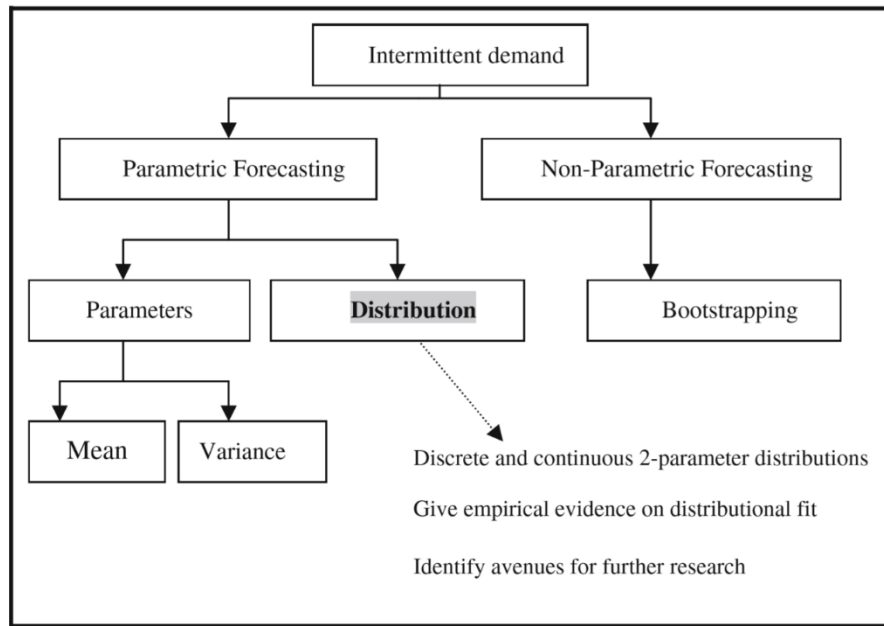 Intermittent demand
Parametric Forecasting
Non-Parametric Forecasting
Parameters
Distribution
Bootstrapping
Mean
Variance
Discrete and continuous 2-parameter distributions
Give empirical evidence on distributional fit
Identify avenues for further research